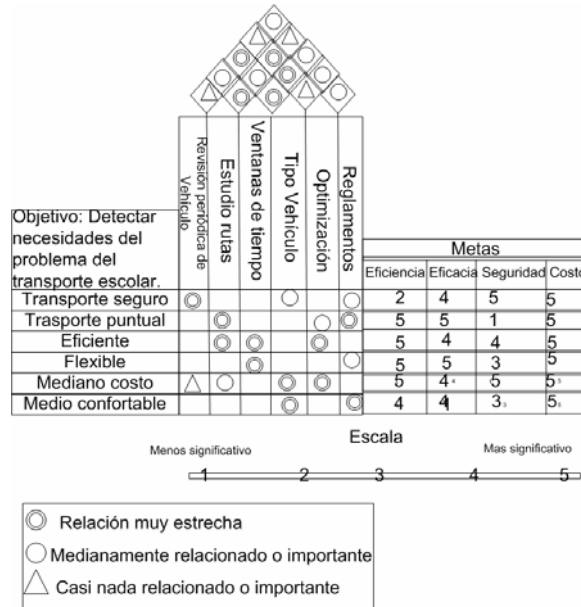 Revisión periódica de
Vehículo
Estudio rutas
Ventanas de tiempo
Tipo Vehículo
Optimización
Reglamentos
Objetivo: Detectar
necesidades del
problema del
transporte escolar.
Metas
Eficiencia Eficacia Seguridad Costo
Transporte seguro 2 4 5 5
Trasporte puntual 5 5 1 5
Eficiente 5 4 4 5
Flexible 5 5 3 5
Mediano costo 5 4 4 5 5 5
Medio confortable 4 4 3 3 5
Escala
Menos significativo Mas significativo
1 2 3 4 5
Relación muy estrecha
Medianamente relacionado o importante
Casi nada relacionado o importante